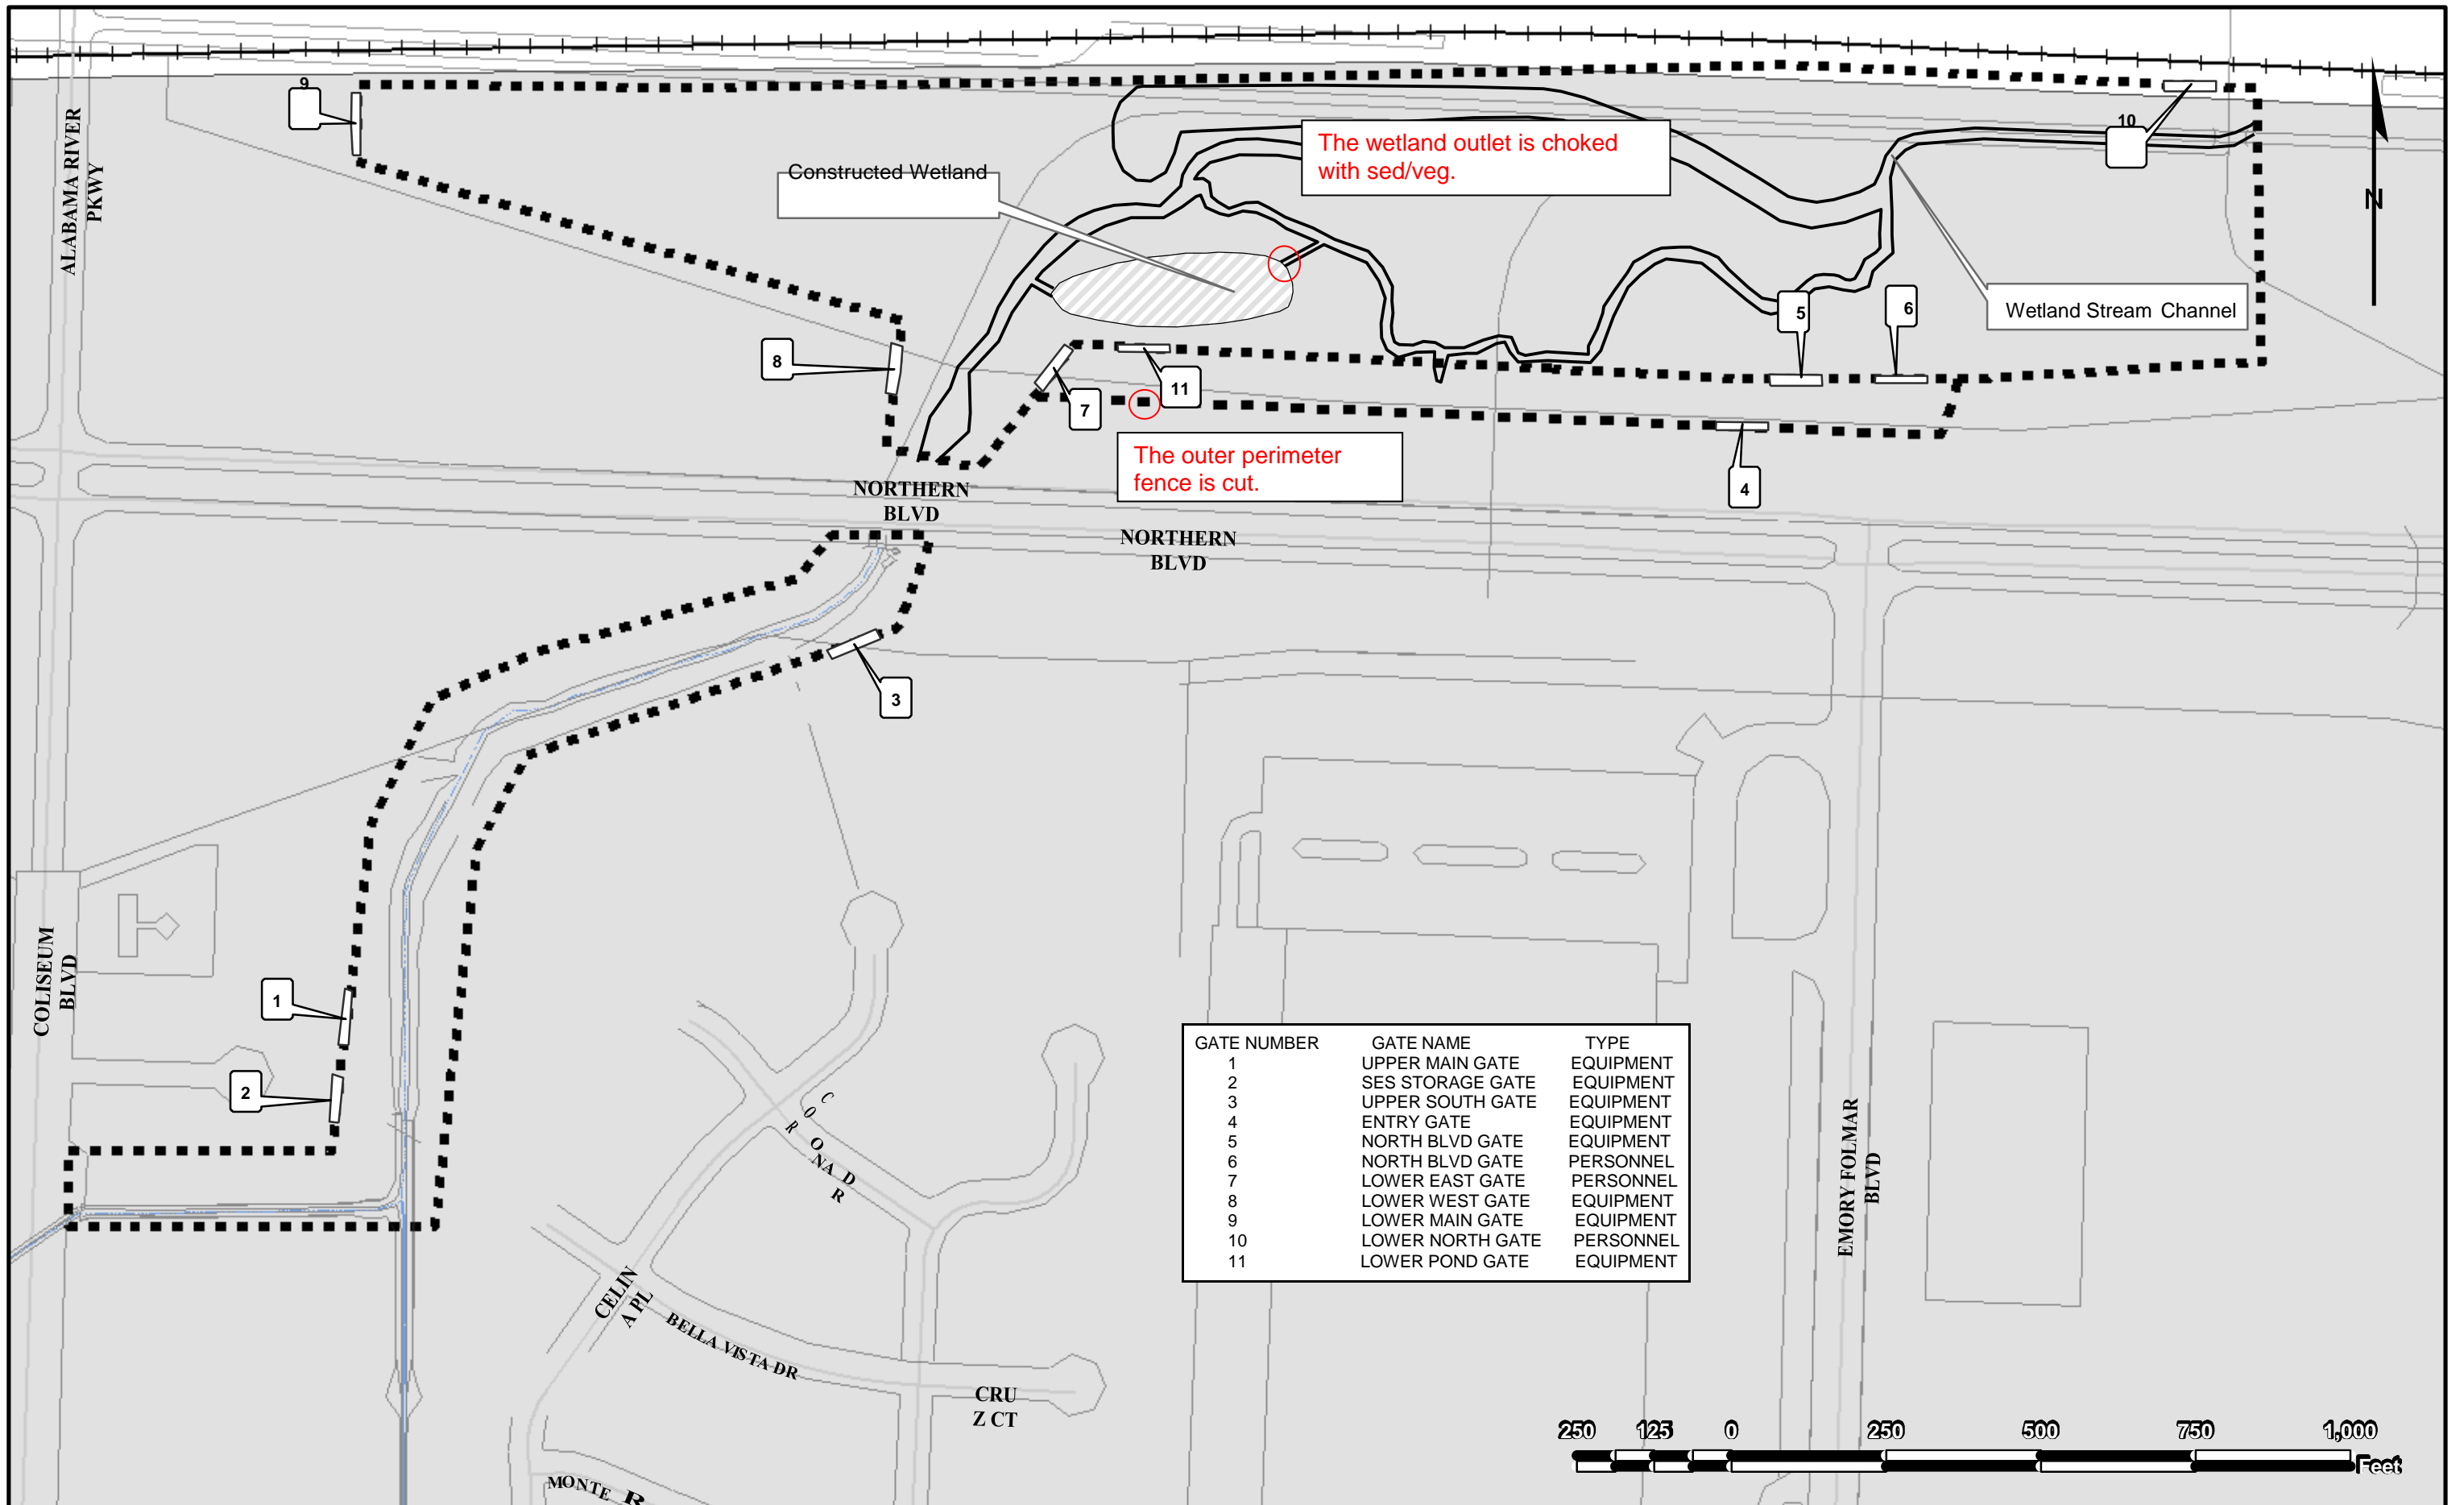 9
10
ALABAMA RIVER
PKWY
The wetland outlet is choked
with sed/veg.
Constructed Wetland
N
5
6
Wetland Stream Channel
8
11
7
The outer perimeter
fence is cut.
4
NORTHERN
BLVD
NORTHERN
BLVD
3
COLISEUM
BLVD
1
2
GATE NUMBER GATE NAME TYPE
1 UPPER MAIN GATE EQUIPMENT
2 SES STORAGE GATE EQUIPMENT
3 UPPER SOUTH GATE EQUIPMENT
4 ENTRY GATE EQUIPMENT
5 NORTH BLVD GATE EQUIPMENT
6 NORTH BLVD GATE PERSONNEL
7 LOWER EAST GATE PERSONNEL
8 LOWER WEST GATE EQUIPMENT
9 LOWER MAIN GATE EQUIPMENT
10 LOWER NORTH GATE PERSONNEL
11 LOWER POND GATE EQUIPMENT
CORONA DR
EMORY FOLMAR
BLVD
CELIN
A PL
BELLA VISTA DR
CRU
Z CT
MONTE R
250 125 0 250 500 750 1,000
Feet